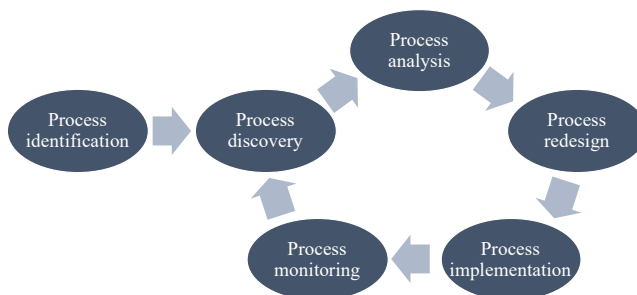 Process
analysis
Process
identification
Process
discovery
Process
redesign
Process
monitoring
Process
implementation